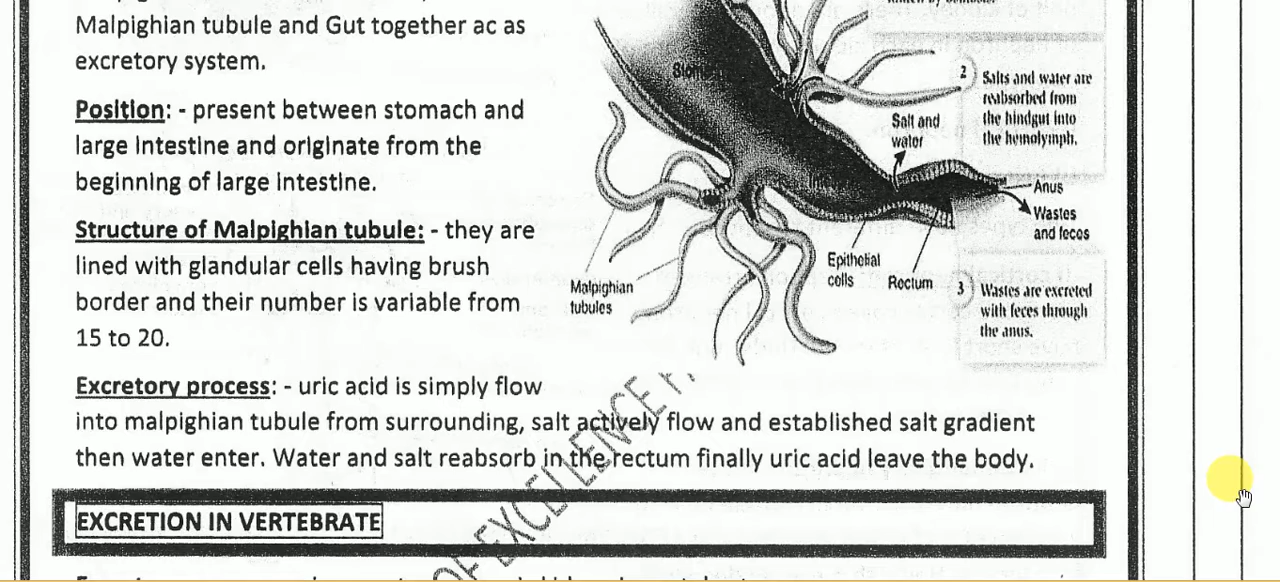 Malpighian tubule and Gut together ac as
excretory system.
Position: - present between stomach and
large intestine and originate from the
beginning of large intestine.
Structure of Malpighian tubule: - they are
lined with glandular cells having brush
border and their number is variable from
15 to 20.
Excretory process: - uric acid is simply flow
into malpighian tubule from surrounding, salt actively flow and established salt gradient
then water enter. Water and salt reabsorb in the rectum finally uric acid leave the body.
2
Salts and water are
reabsorbed from
the hindgut into
the hemolymph.
Salt and
water
Anus
Wastes
and feces
Epithelial
cells
Rectum
Malpighian
tubules
3
Wastes are excreted
with feces through
the anus.
OF EXCELLENCE
EXCRETION IN VERTEBRATE